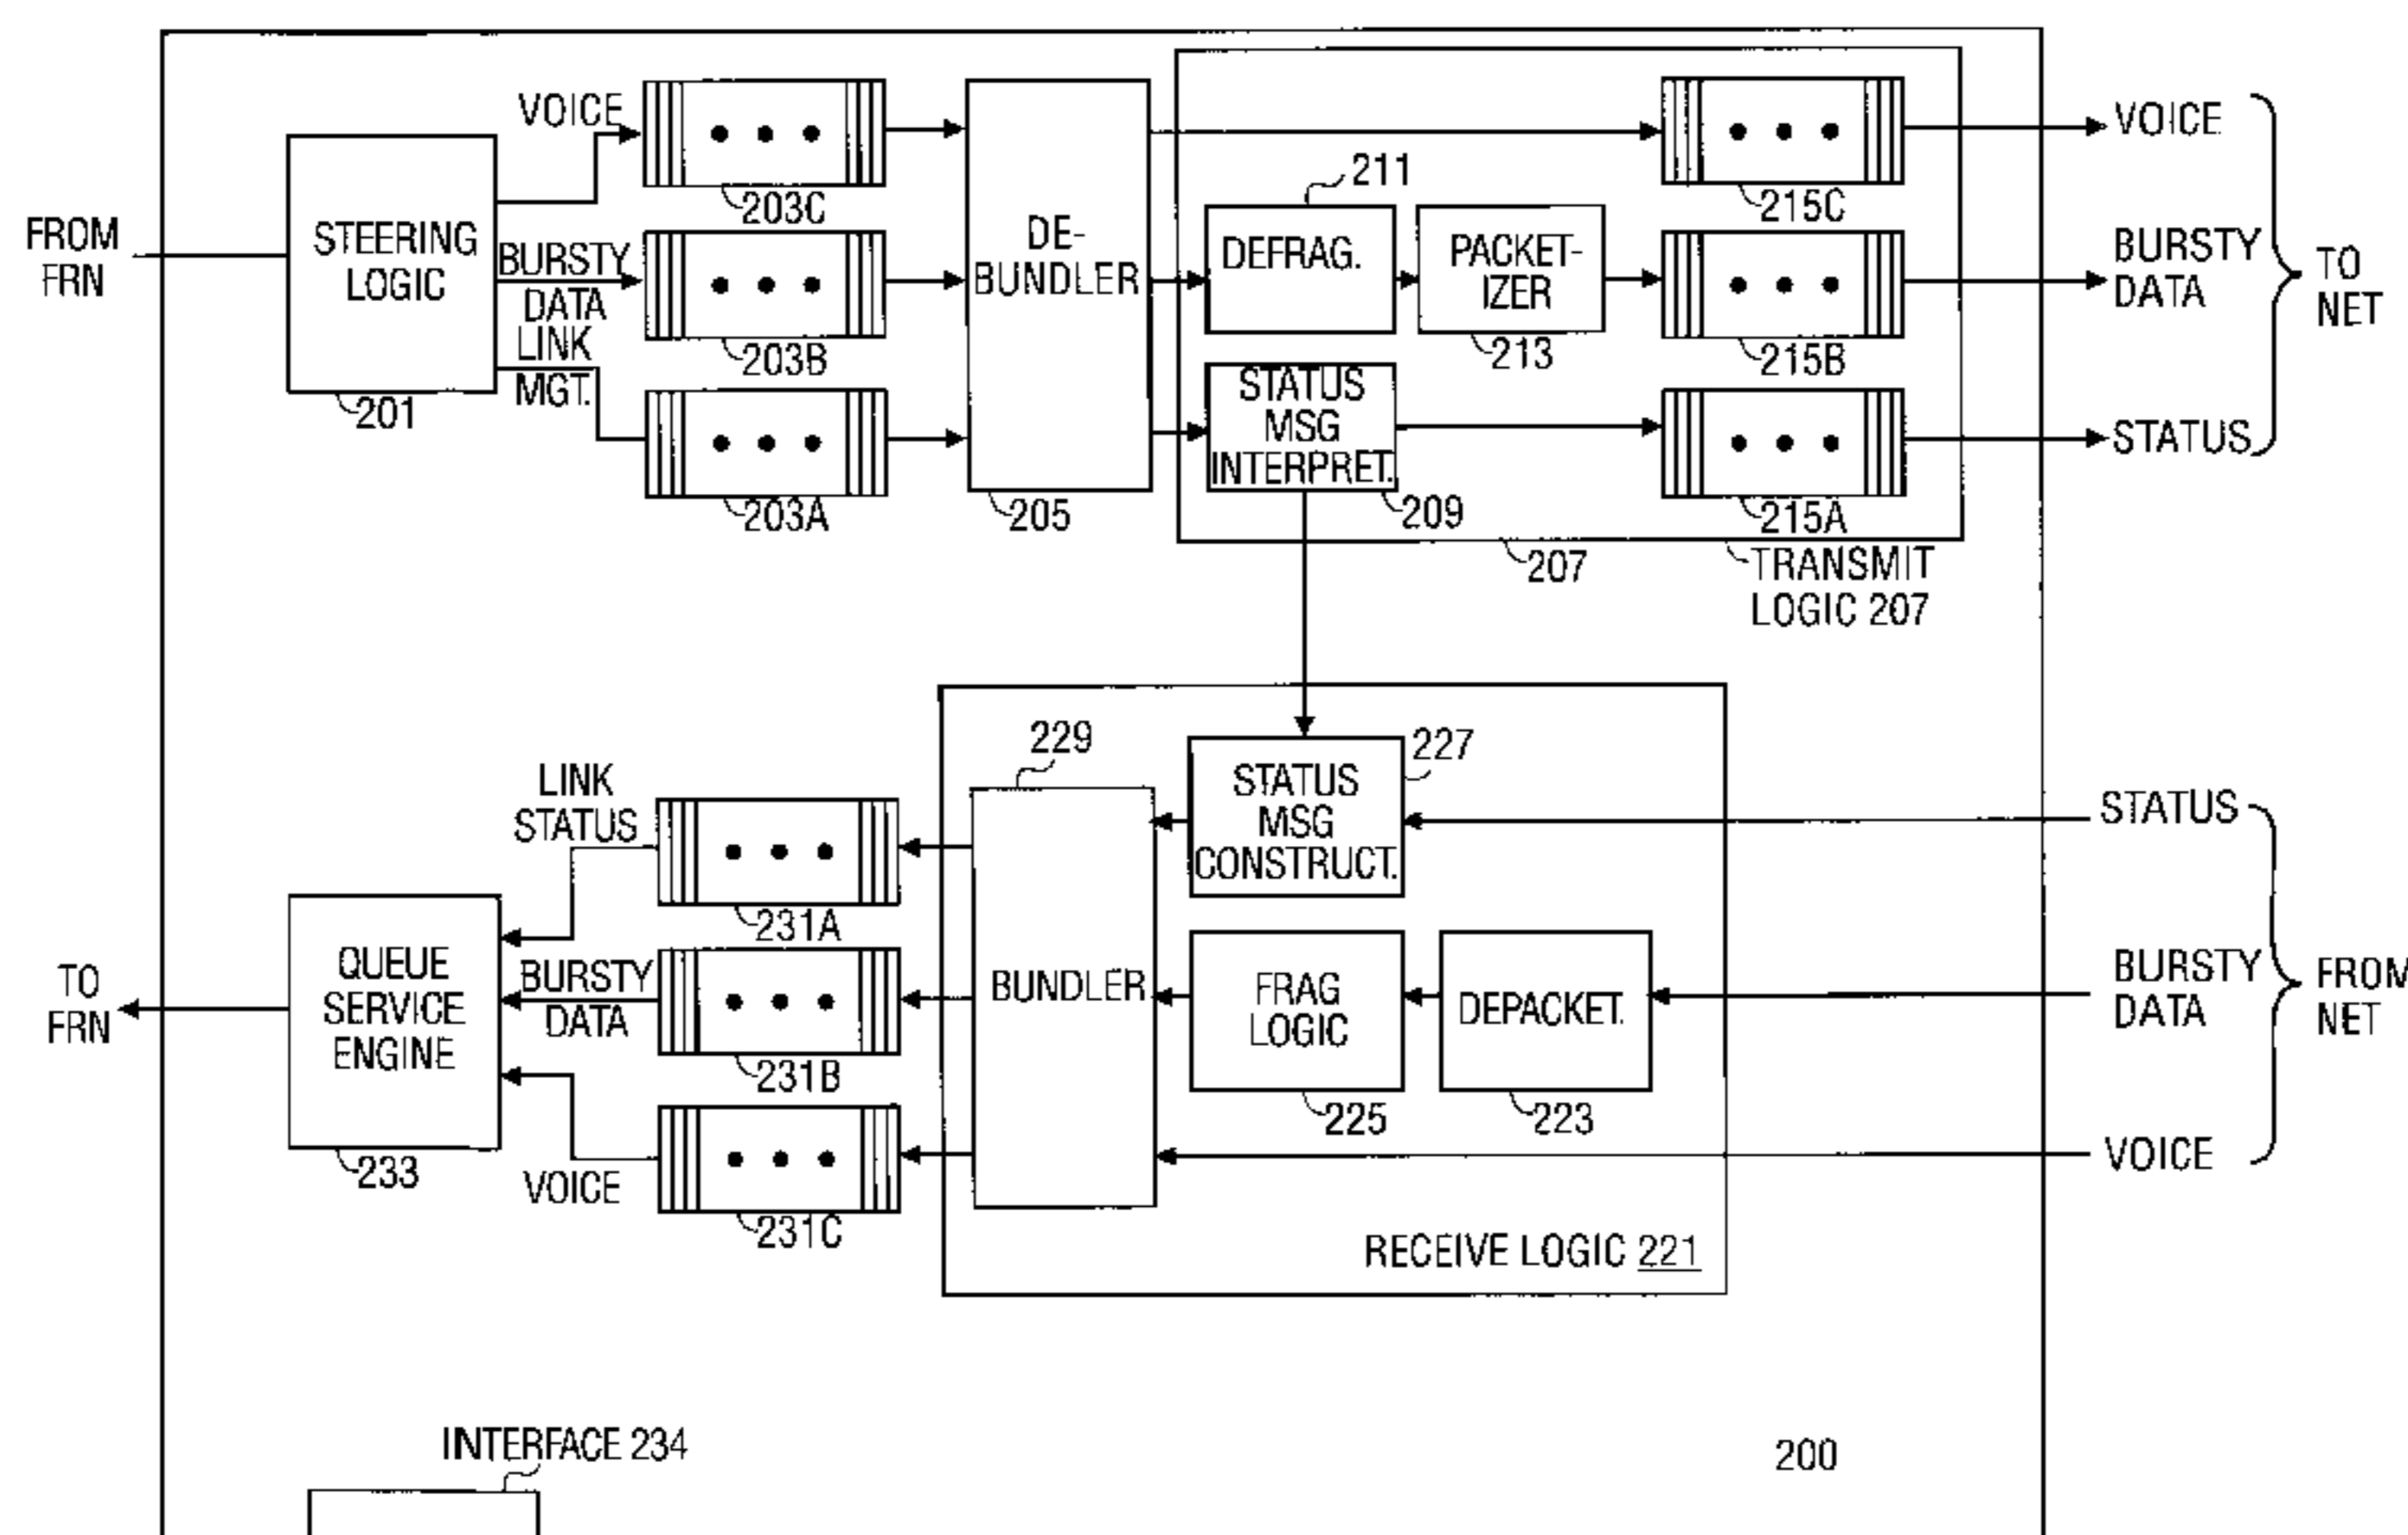 FROM
FRN
STEERING
LOGIC
201
VOICE
BURSTY
DATA
LINK
MGT.
203C
203B
203A
DE-
BUNDLER
205
211
DEFRAG.
PACKET-
IZER
213
STATUS
MSG
INTERPRET.
209
215C
215B
215A
207
TRANSMIT
LOGIC 207
VOICE
BURSTY
DATA
STATUS
TO
NET
TO
FRN
QUEUE
SERVICE
ENGINE
233
LINK
STATUS
BURSTY
DATA
VOICE
231A
231B
231C
229
BUNDLER
227
STATUS
MSG
CONSTRUCT.
FRAG
LOGIC
225
DEPACKET.
223
RECEIVE LOGIC 221
STATUS
BURSTY
DATA
VOICE
FROM
NET
INTERFACE 234
200